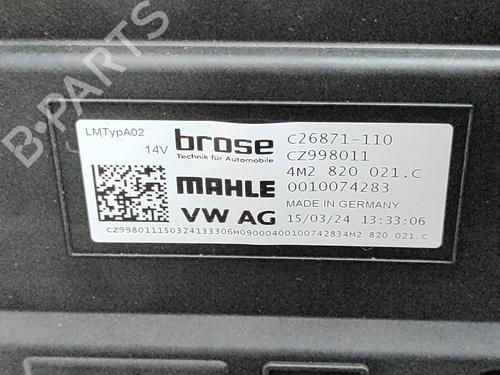 B-PARTS
LMTypA02
14V
brose
Technik für Automobile
MAHLE
VW AG
C26871-110
CZ998011
4M2 820 021.C
0010074283
MADE IN GERMANY
15/03/24 13:33:06
CZ998011150324133306H09000400100742834M2 820 021.C